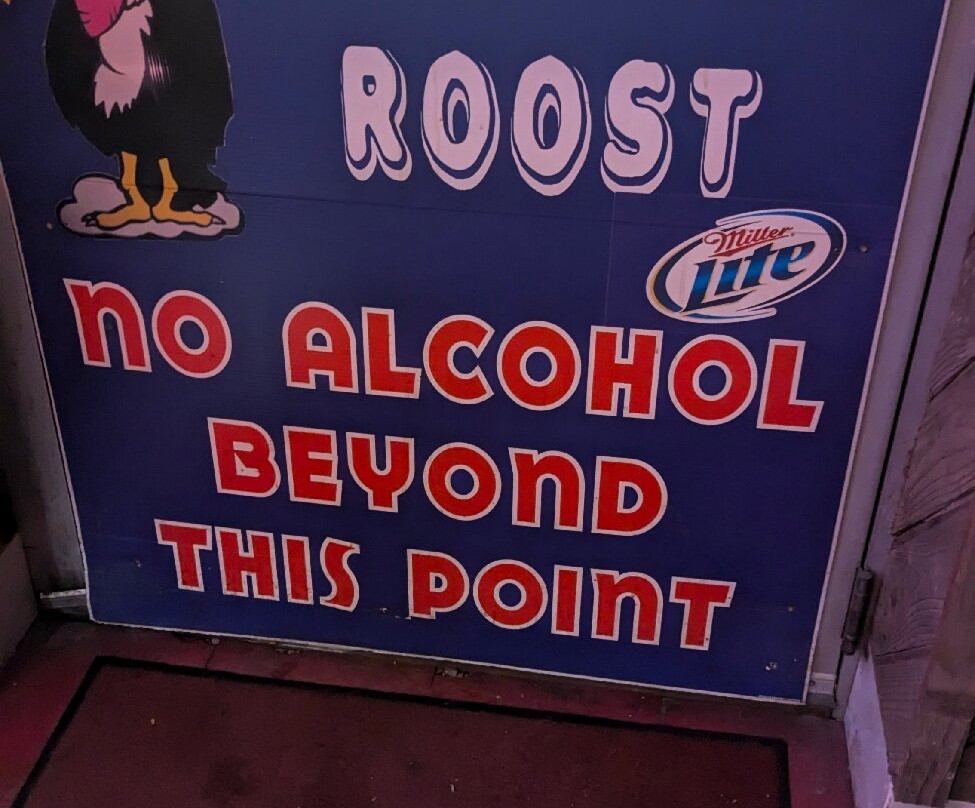 ROOST
Miller
Lite
NO ALCOHOL
BEYOND
THIS POINT